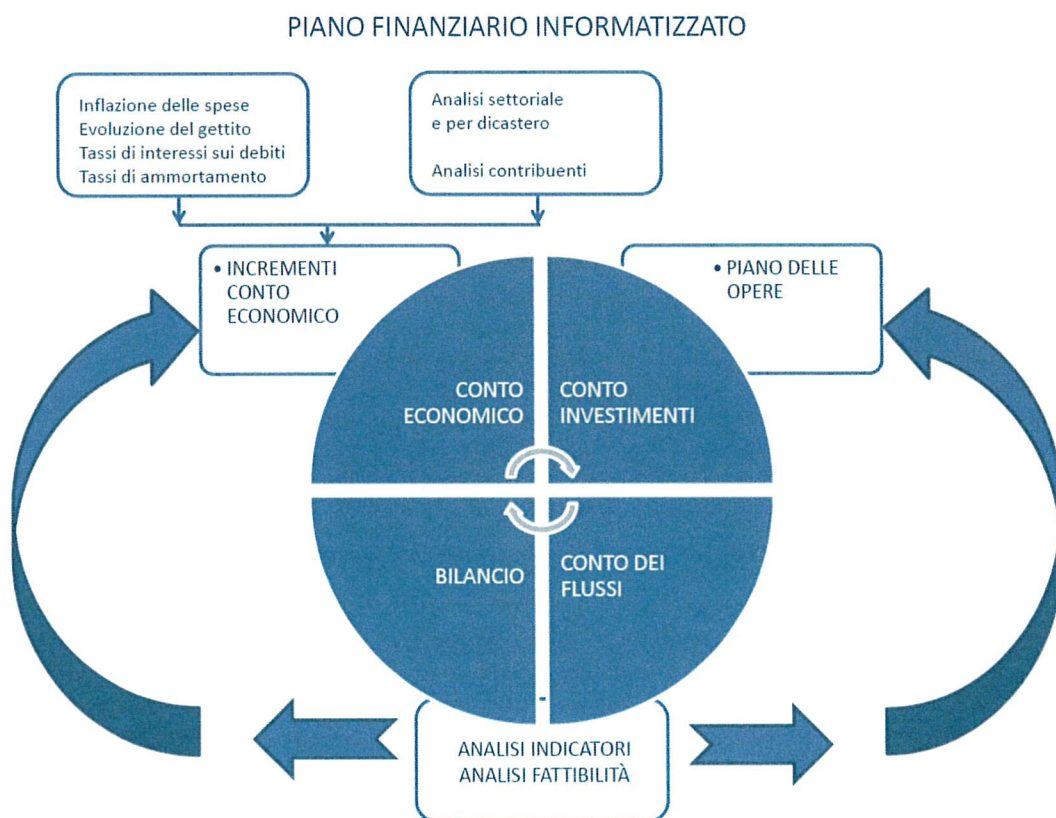 PIANO FINANZIARIO INFORMATIZZATO
Inflazione delle spese
Evoluzione del gettito
Tassi di interessi sui debiti
Tassi di ammortamento
Analisi settoriale
e per dicastero
Analisi contribuenti
• INCREMENTI
CONTO
ECONOMICO
• PIANO DELLE
OPERE
CONTO
ECONOMICO
CONTO
INVESTIMENTI
BILANCIO
CONTO DEI
FLUSSI
-
ANALISI INDICATORI
ANALISI FATTIBILITÀ